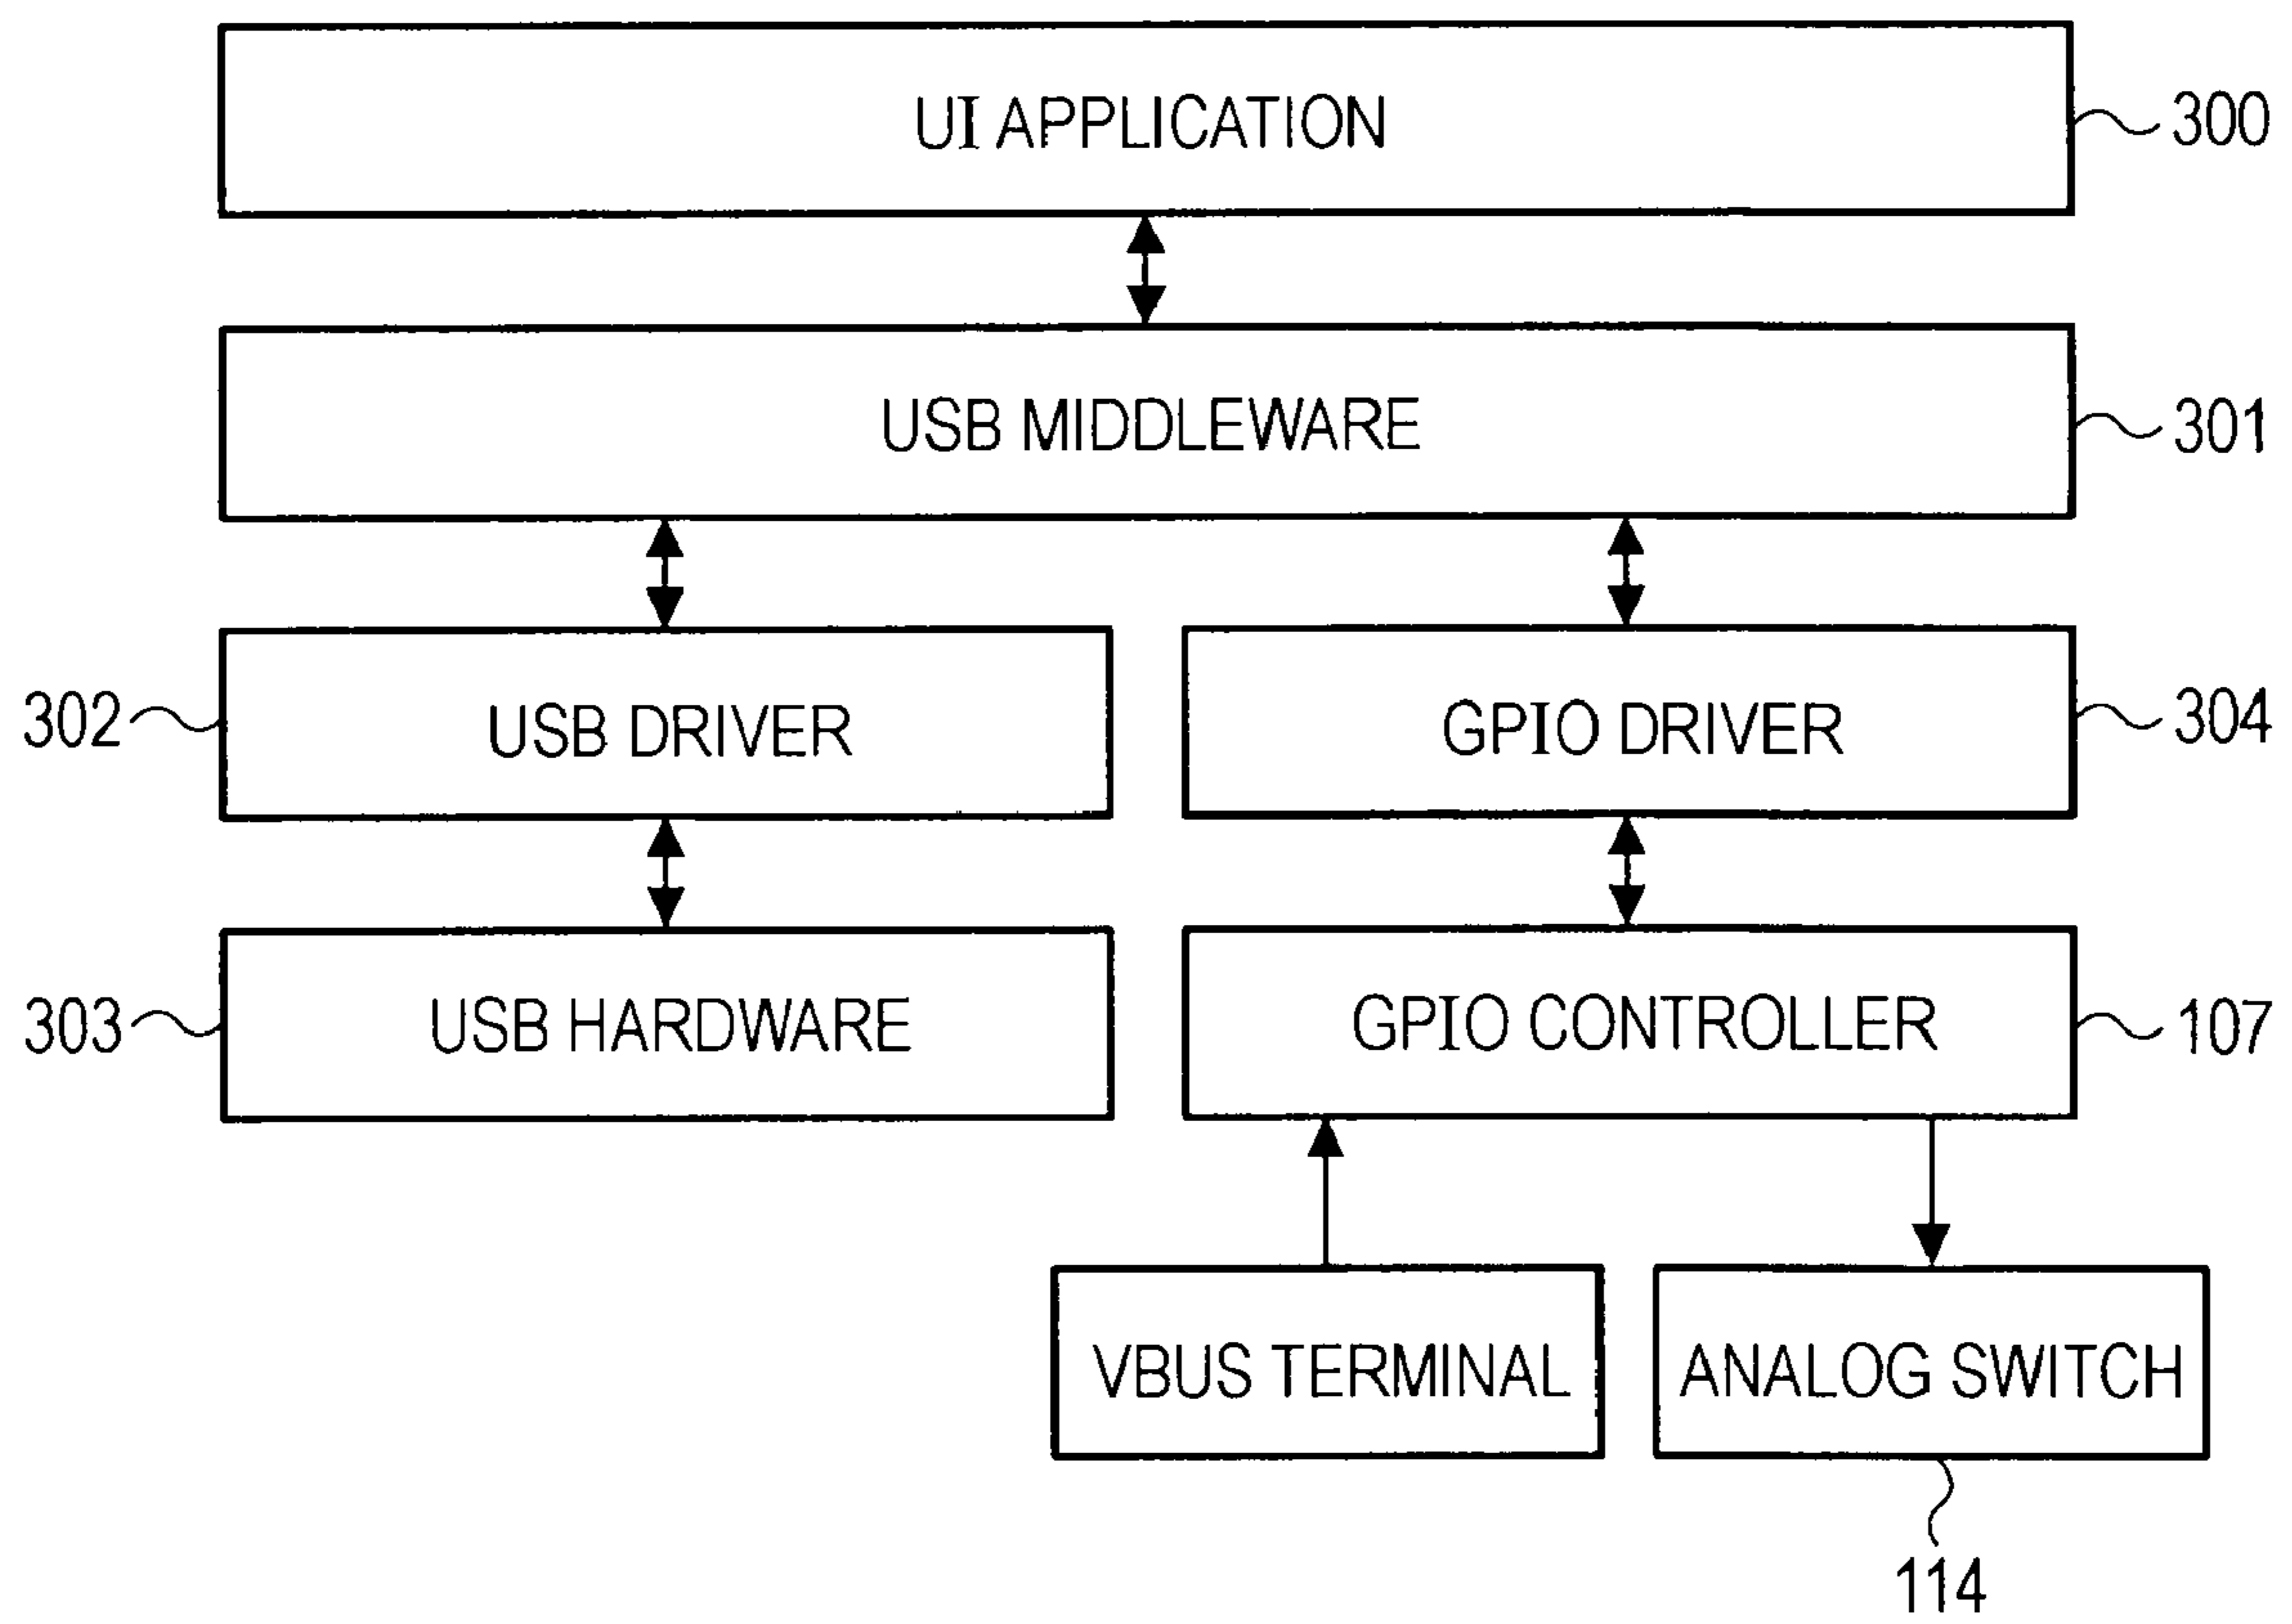 UI APPLICATION
300
USB MIDDLEWARE
301
302
USB DRIVER
GPIO DRIVER
304
303
USB HARDWARE
GPIO CONTROLLER
107
VBUS TERMINAL
ANALOG SWITCH
114